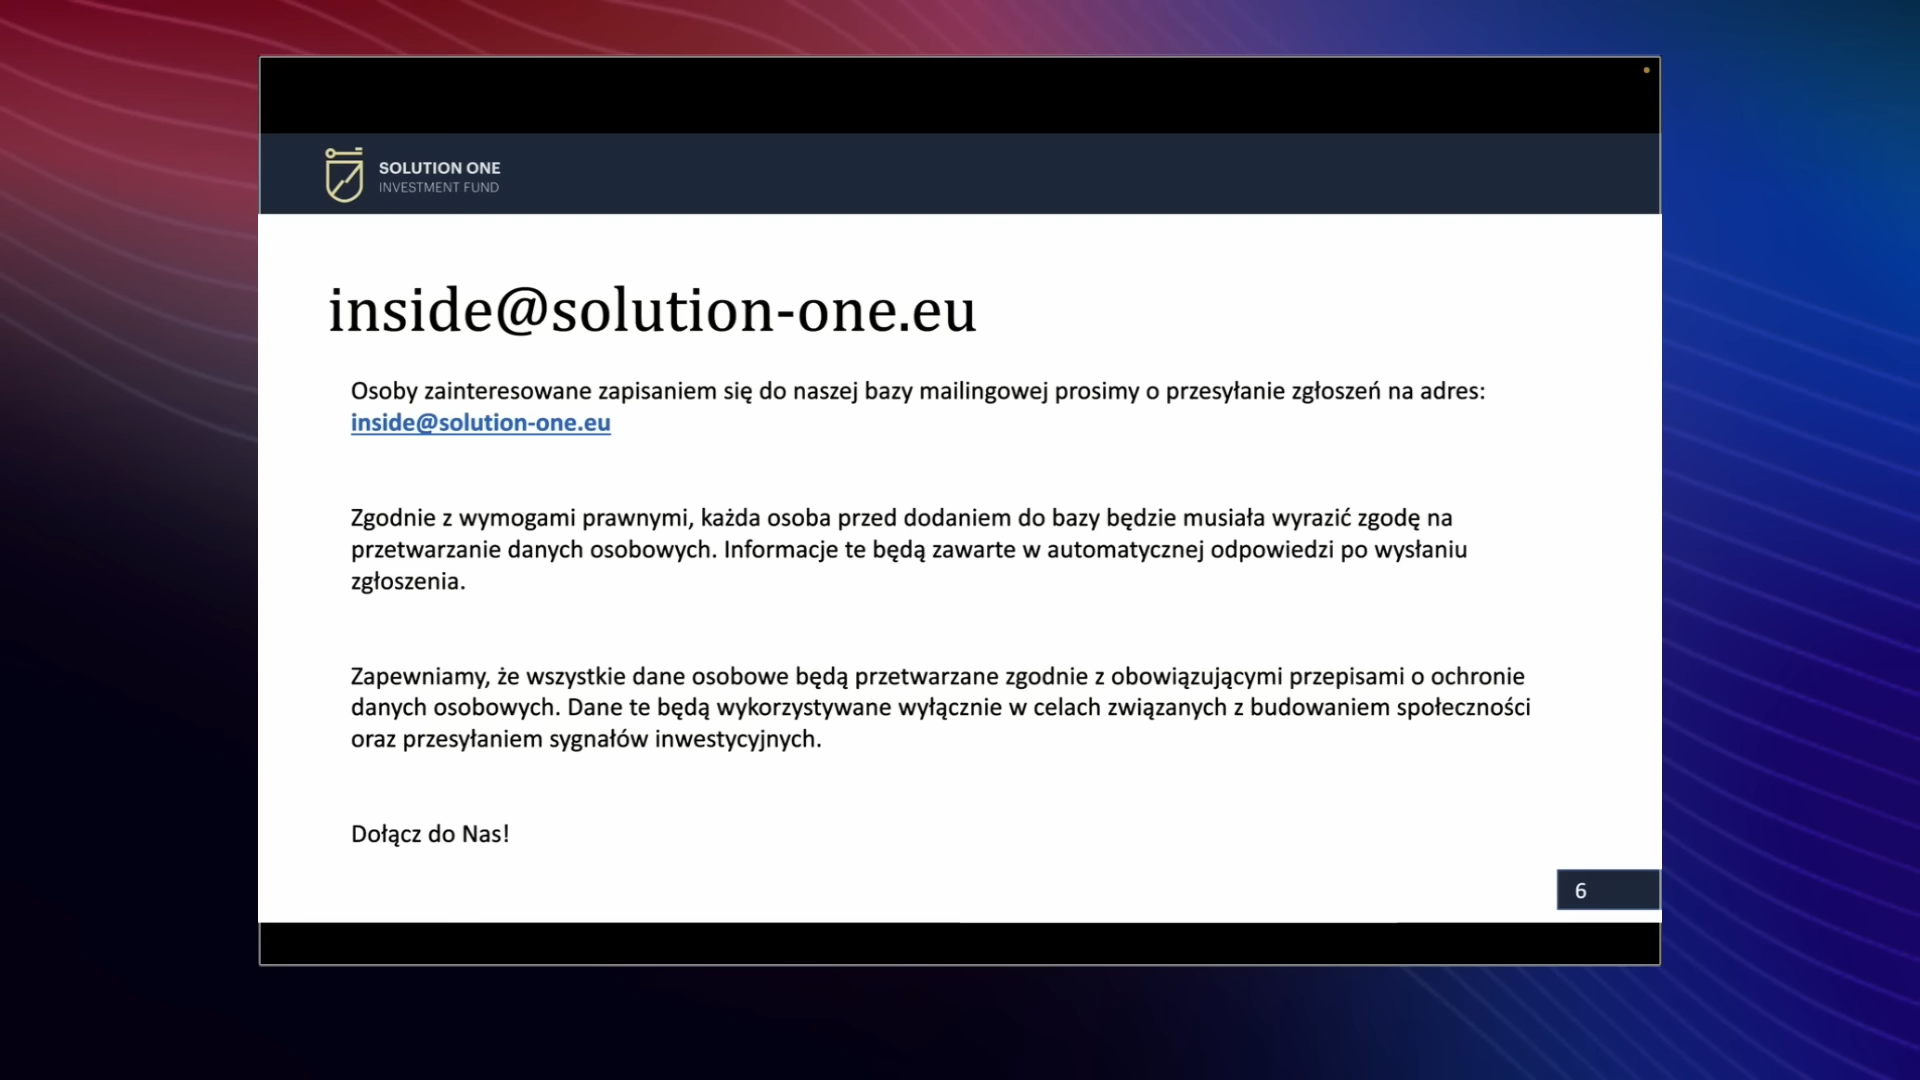 SOLUTION ONE
INVESTMENT FUND
inside@solution-one.eu
Osoby zainteresowane zapisaniem się do naszej bazy mailingowej prosimy o przesyłanie zgłoszeń na adres:
inside@solution-one.eu
Zgodnie z wymogami prawnymi, każda osoba przed dodaniem do bazy będzie musiała wyrazić zgodę na
przetwarzanie danych osobowych. Informacje te będą zawarte w automatycznej odpowiedzi po wysłaniu
zgłoszenia.
Zapewniamy, że wszystkie dane osobowe będą przetwarzane zgodnie z obowiązującymi przepisami o ochronie
danych osobowych. Dane te będą wykorzystywane wyłącznie w celach związanych z budowaniem społeczności
oraz przesyłaniem sygnałów inwestycyjnych.
Dołącz do Nas!
6